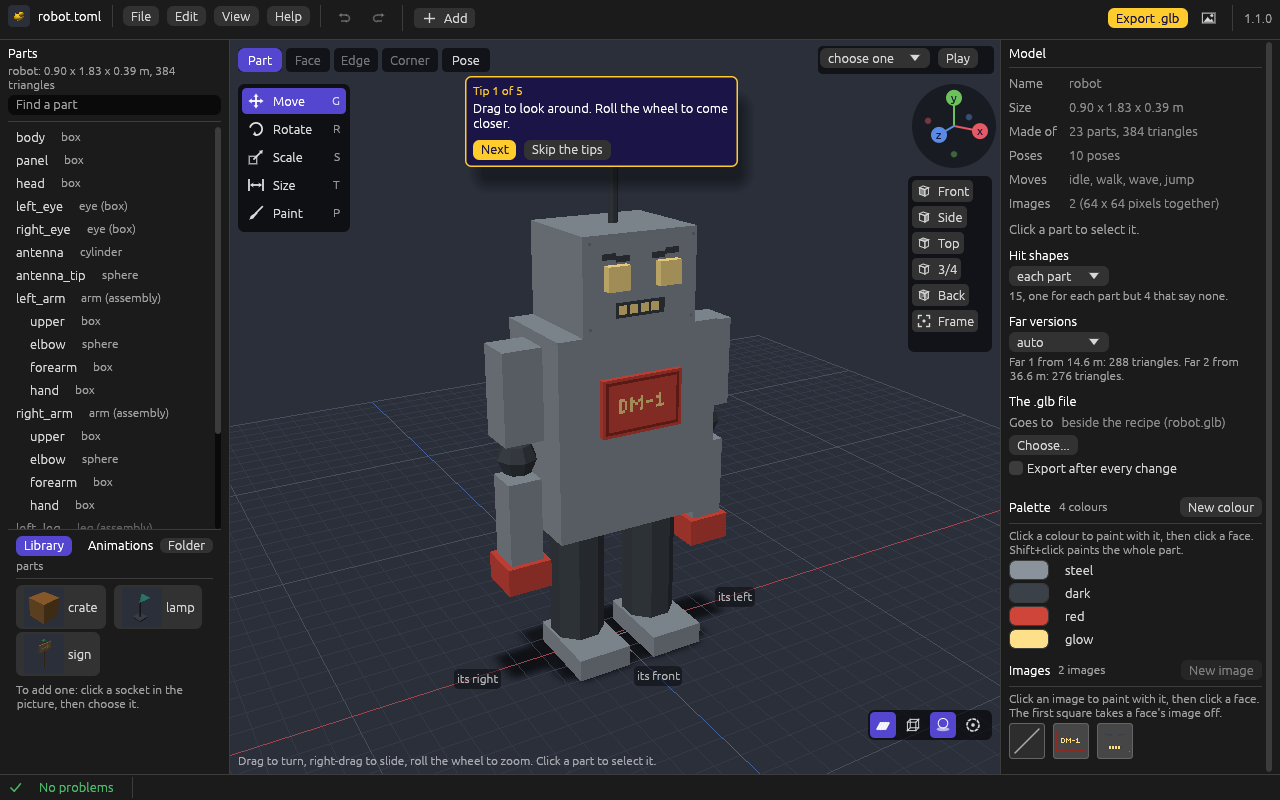 robot.toml File Edit View Help Add Export .glb 1.1.0
Parts
robot: 0.90 x 1.83 x 0.39 m, 384
triangles
Find a part
body box
panel box
head box
left_eye eye (box)
right_eye eye (box)
antenna cylinder
antenna_tip sphere
left_arm arm (assembly)
upper box
elbow sphere
forearm box
hand box
right_arm arm (assembly)
upper box
elbow sphere
forearm box
hand box
left_leg leg (assembly)
Library Animations Folder
parts
crate lamp
sign
To add one: click a socket in the
picture, then choose it.
Part Face Edge Corner Pose
Move G
Rotate R
Scale S
Size T
Paint P
Tip 1 of 5
Drag to look around. Roll the wheel to come
closer.
Next Skip the tips
choose one Play
y
x
z
Front
Side
Top
3/4
Back
Frame
DM-1
its left
its right
its front
Drag to turn, right-drag to slide, roll the wheel to zoom. Click a part to select it.
Model
Name robot
Size 0.90 x 1.83 x 0.39 m
Made of 23 parts, 384 triangles
Poses 10 poses
Moves idle, walk, wave, jump
Images 2 (64 x 64 pixels together)
Click a part to select it.
Hit shapes
each part
15, one for each part but 4 that say none.
Far versions
auto
Far 1 from 14.6 m: 288 triangles. Far 2 from
36.6 m: 276 triangles.
The .glb file
Goes to beside the recipe (robot.glb)
Choose...
Export after every change
Palette 4 colours New colour
Click a colour to paint with it, then click a face.
Shift+click paints the whole part.
steel
dark
red
glow
Images 2 images New image
Click an image to paint with it, then click a face.
The first square takes a face's image off.
DM-1
No problems